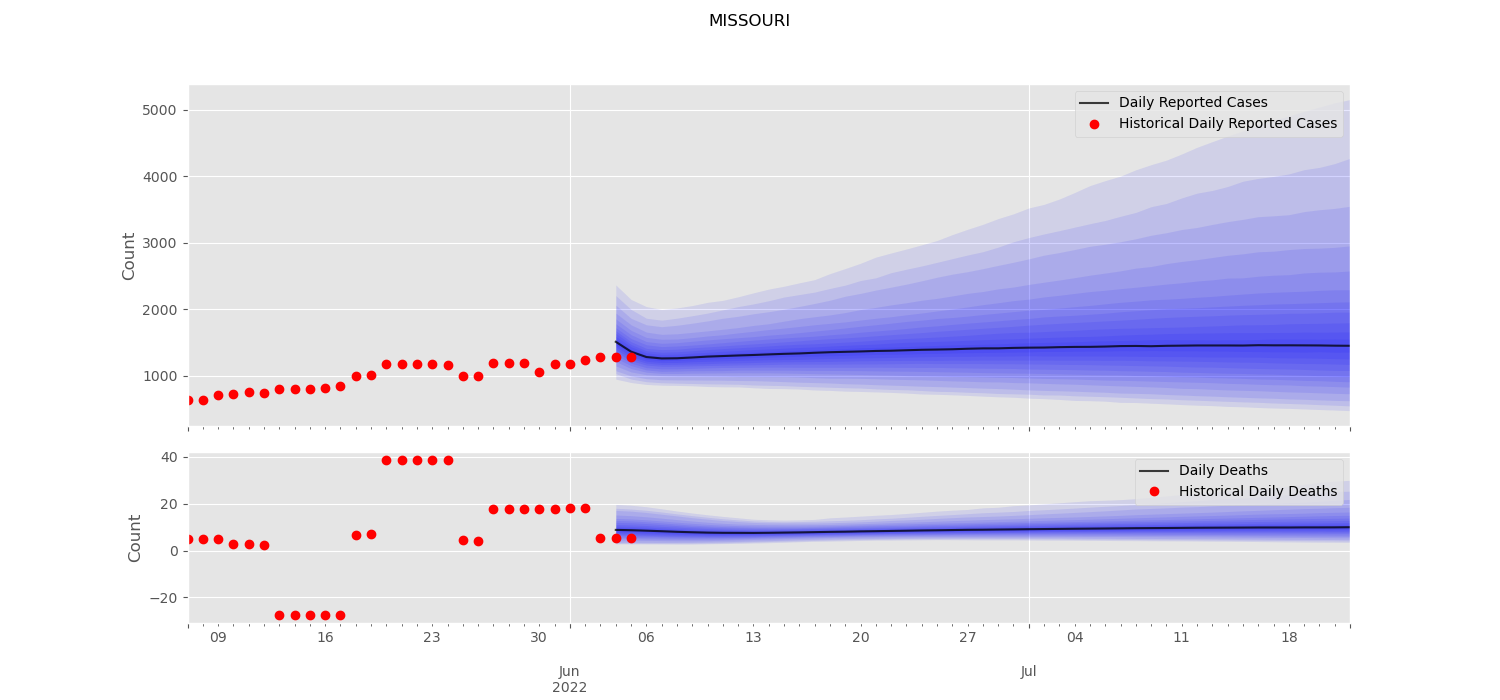 MISSOURI
Daily Reported Cases
Historical Daily Reported Cases
5000
4000
3000
2000
1000
Count
Daily Deaths
Historical Daily Deaths
40
20
0
−20
Count
09 16 23 30 06 13 20 27 04 11 18
Jun Jul
2022